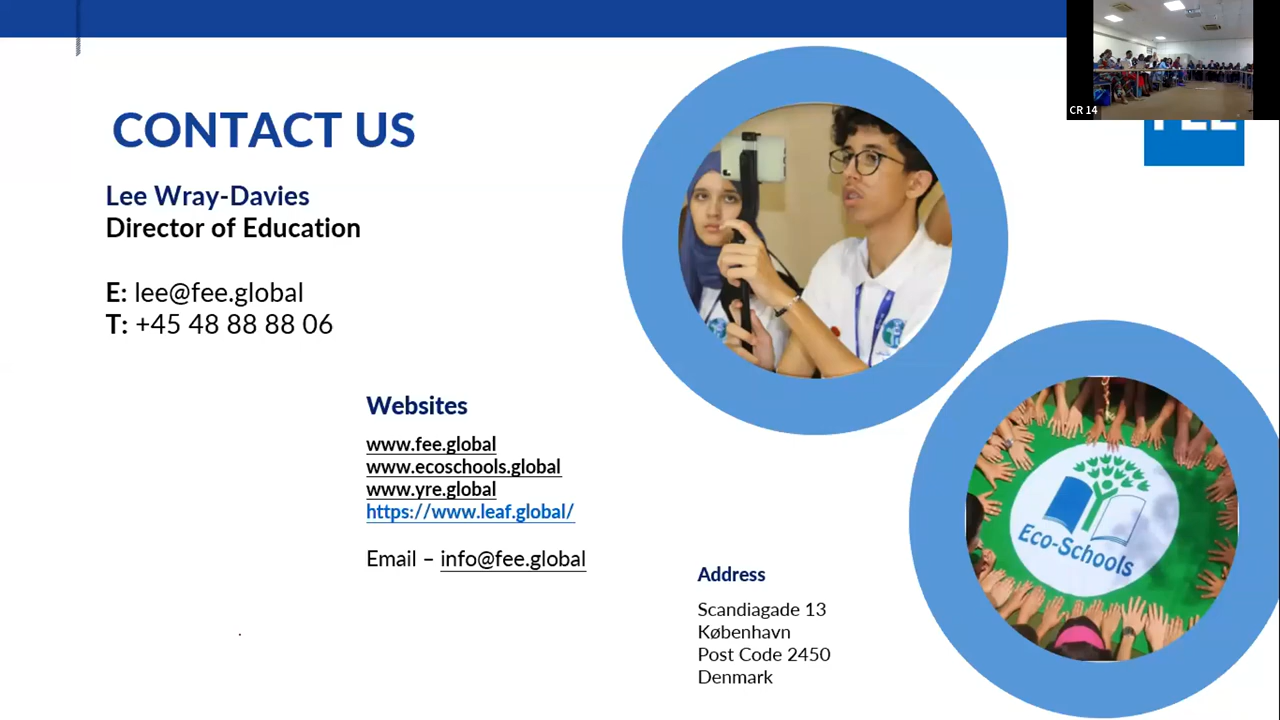 CONTACT US
Lee Wray-Davies
Director of Education
E: lee@fee.global
T: +45 48 88 88 06
Websites
www.fee.global
www.ecoschools.global
www.yre.global
https://www.leaf.global/
Email – info@fee.global
Address
Scandiagade 13
København
Post Code 2450
Denmark
Eco-Schools
CR 14